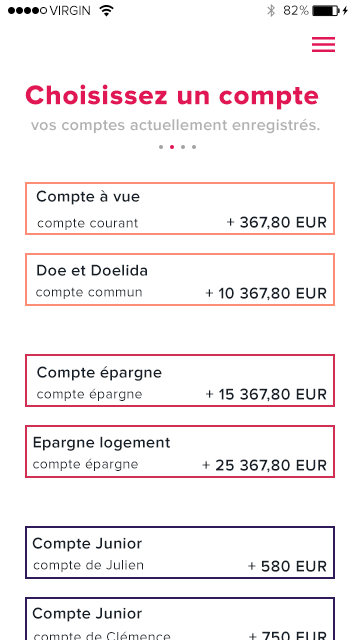 VIRGIN 82%
Choisissez un compte
vos comptes actuellement enregistrés.
Compte à vue
compte courant + 367,80 EUR
Doe et Doelida
compte commun + 10 367,80 EUR
Compte épargne
compte épargne + 15 367,80 EUR
Epargne logement
compte épargne + 25 367,80 EUR
Compte Junior
compte de Julien + 580 EUR
Compte Junior
compte de Clémence + 750 EUR